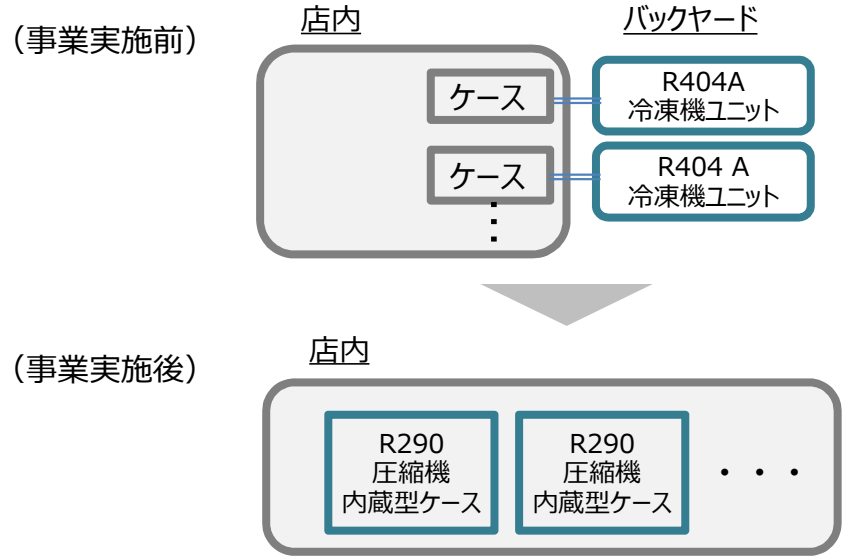 （事業実施前）
店内
バックヤード
ケース
R404A
冷凍機ユニット
ケース
R404 A
冷凍機ユニット
（事業実施後）
店内
R290
圧縮機
内蔵型ケース
R290
圧縮機
内蔵型ケース
・・・